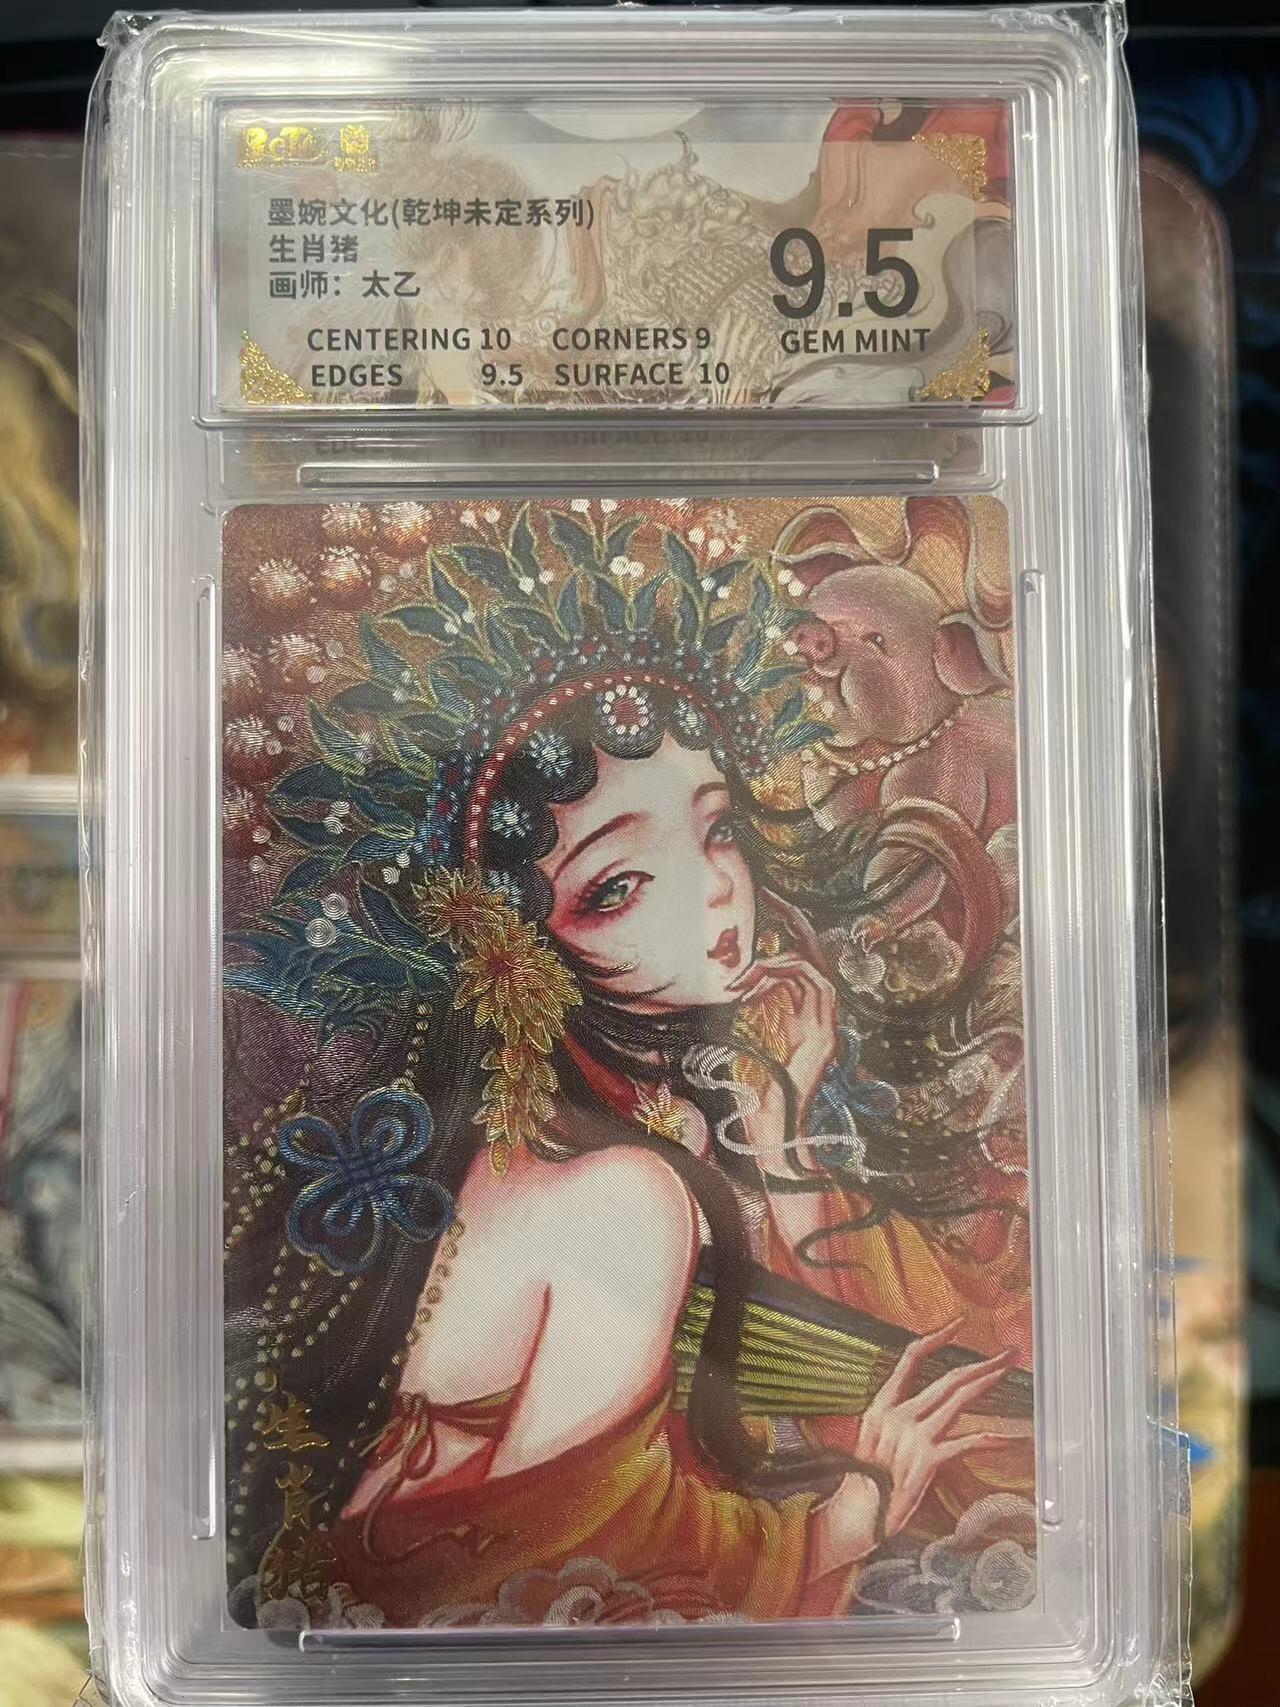 墨婉文化(乾坤未定系列)
生肖猪
画师：太乙
9.5
GEM MINT
CENTERING 10 CORNERS 9
EDGES 9.5 SURFACE 10
生肖猪